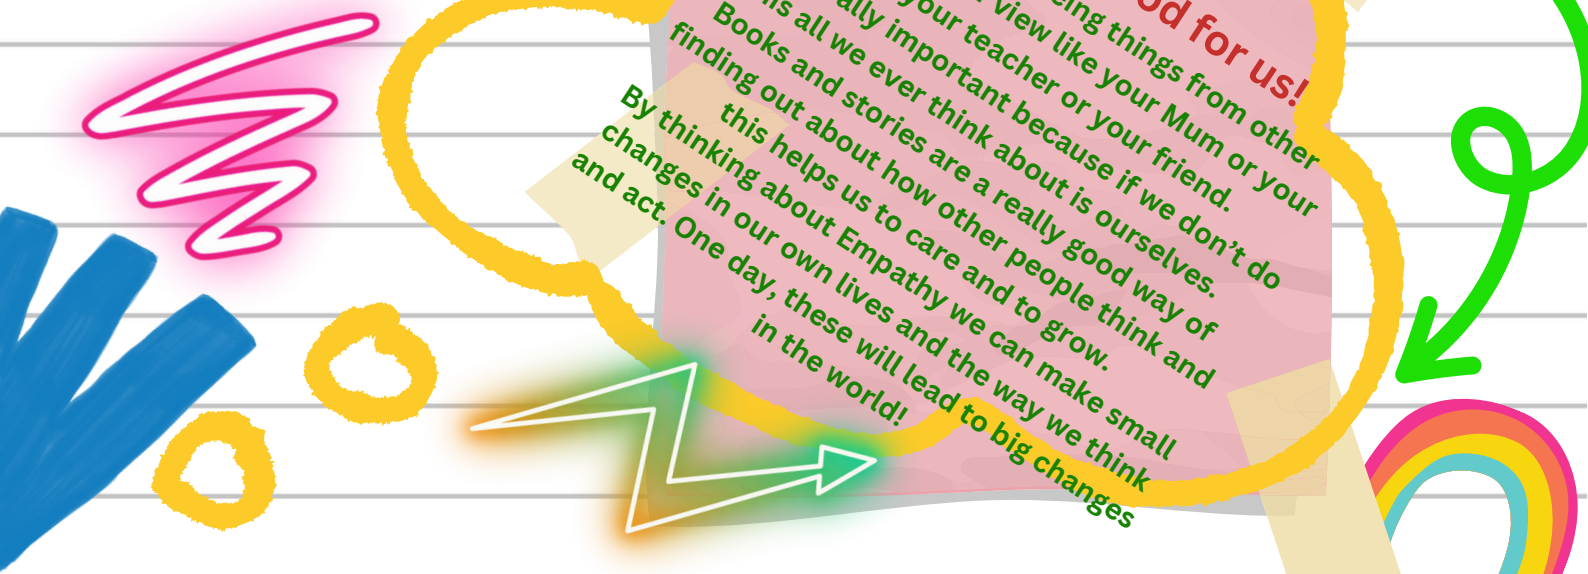 for us!
things from other
view like your Mum or your
your teacher or your friend.
important because if we don’t do
all we ever think about is ourselves.
Books and stories are a really good way of
finding out about how other people think and
this helps us to care and to grow.
By thinking about Empathy we can make small
changes in our own lives and the way we think
and act. One day, these will lead to big changes
in the world!